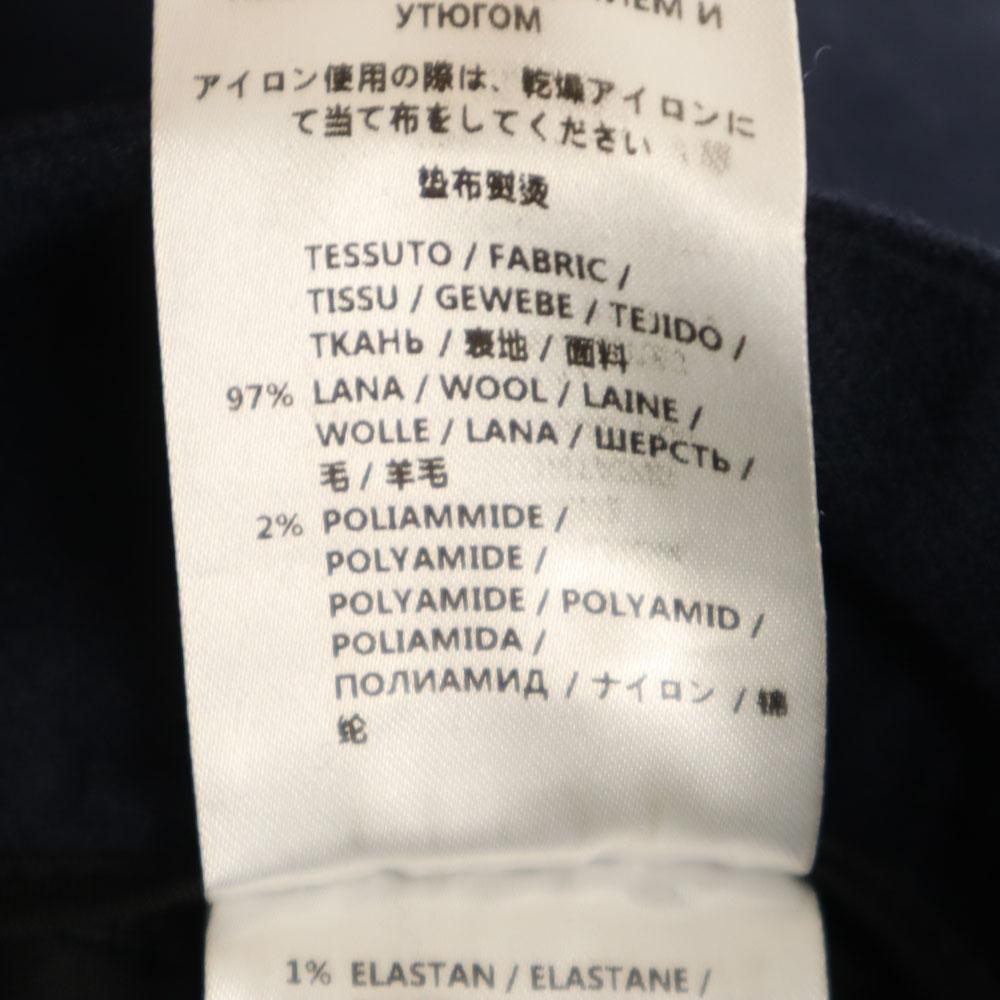 И
УТЮГОМ
アイロン使用の際は、乾燥アイロンに
て当て布をしてください
垫布熨烫
TESSUTO / FABRIC /
TISSU / GEWEBE / TEJIDO /
ТКАНЬ / 表地 / 面料
97% LANA / WOOL / LAINE /
WOLLE / LANA / ШЕРСТЬ /
毛 / 羊毛
2% POLIAMMIDE /
POLYAMIDE /
POLYAMIDE / POLYAMID /
POLIAMIDA /
ПОЛИАМИД / ナイロン / 锦
纶
1% ELASTAN / ELASTANE /